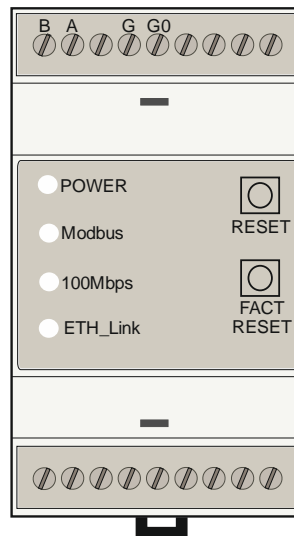 B A G G0
POWER
RESET
Modbus
100Mbps
ETH_Link
FACT
RESET